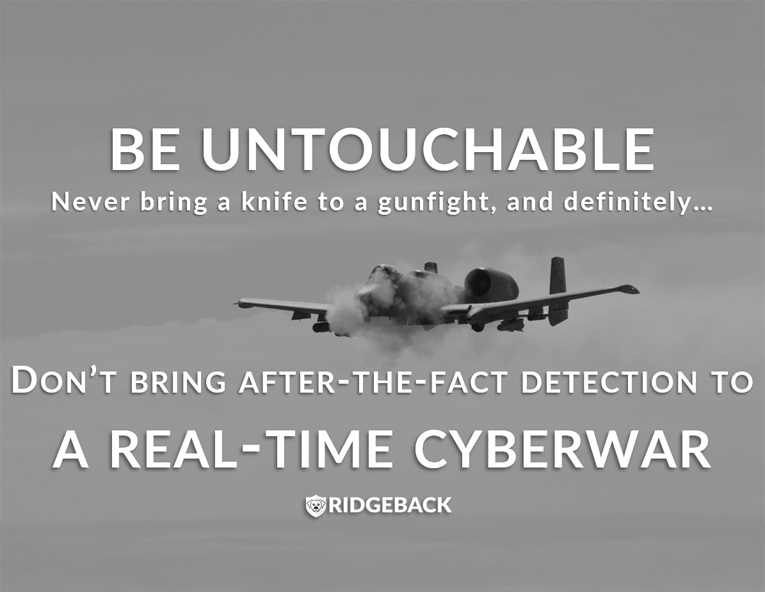 BE UNTOUCHABLE
Never bring a knife to a gunfight, and definitely...
DON'T BRING AFTER-THE-FACT DETECTION TO
A REAL-TIME CYBERWAR
RIDGEBACK